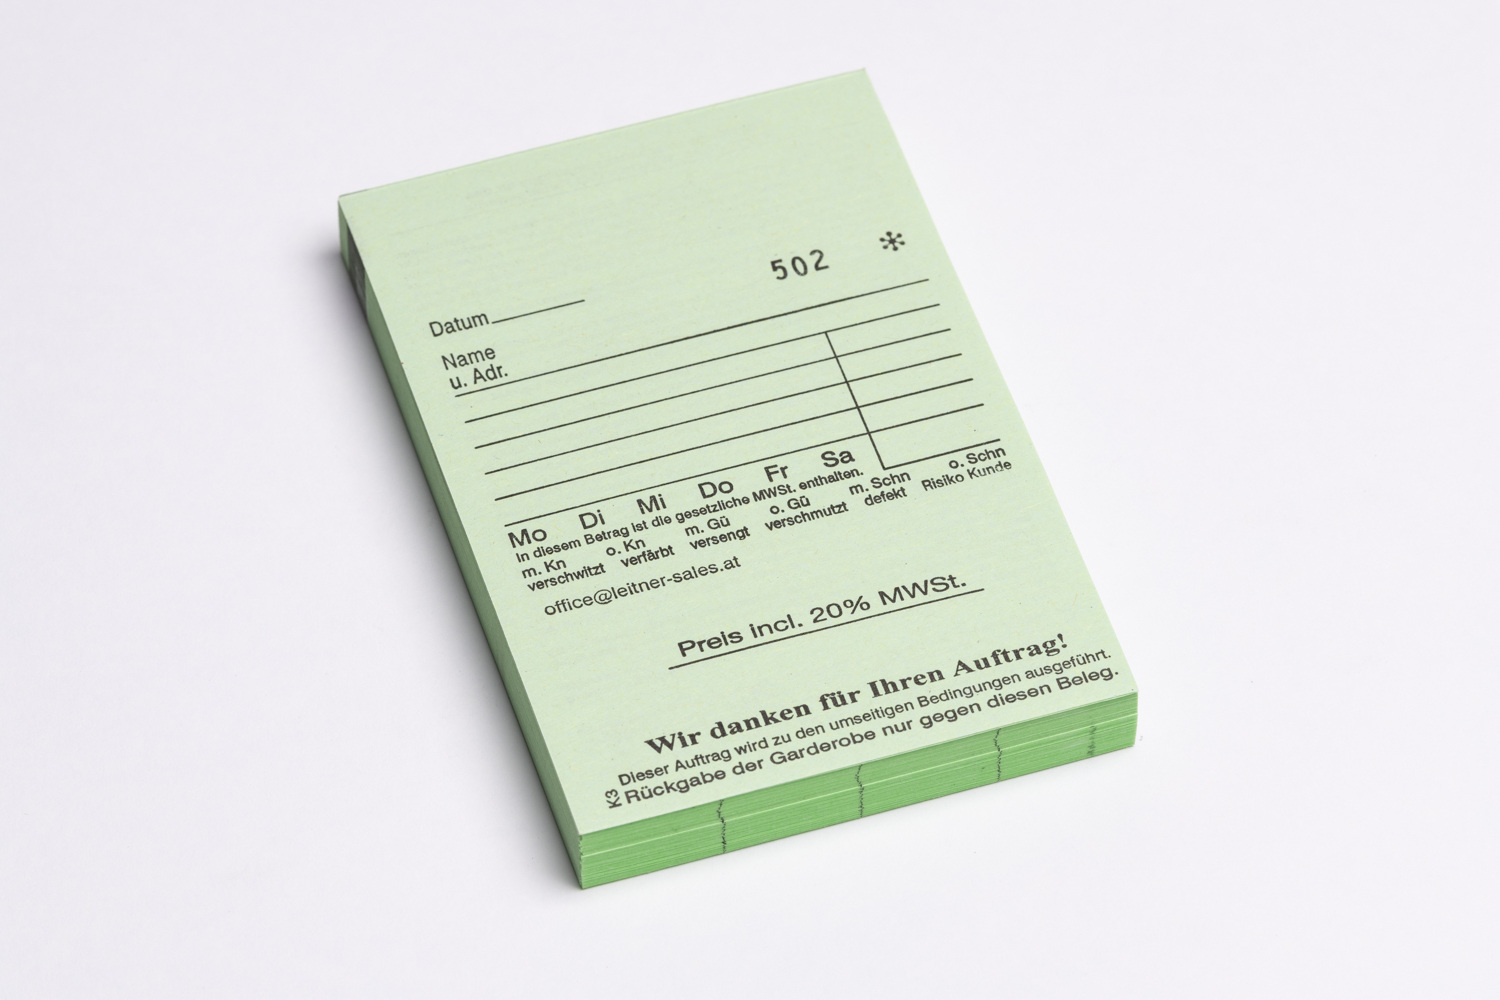 502 *
Datum
Name
u. Adr.
Mo Di Mi Do Fr Sa
In diesem Betrag ist die gesetzliche MWSt. enthalten.
m. Kn o. Kn m. Gü o. Gü m. Schn o. Schn
verschwitzt verfärbt versengt verschmutzt defekt Risiko Kunde
office@leitner-sales.at
Preis incl. 20% MWSt.
Wir danken für Ihren Auftrag!
Dieser Auftrag wird zu den umseitigen Bedingungen ausgeführt.
Rückgabe der Garderobe nur gegen diesen Beleg.
K3